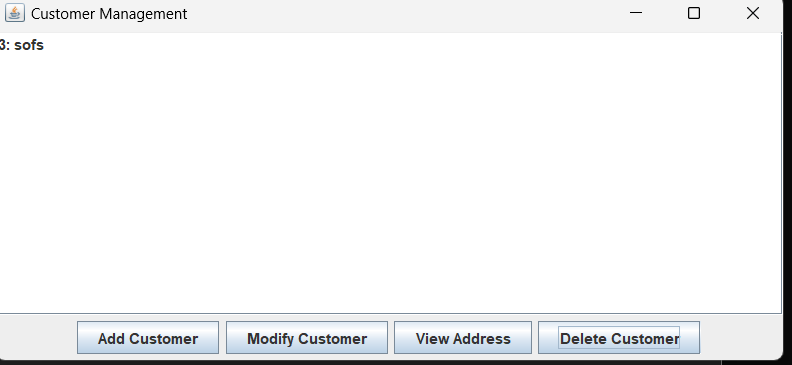 Customer Management
3: sofs
Add Customer
Modify Customer
View Address
Delete Customer